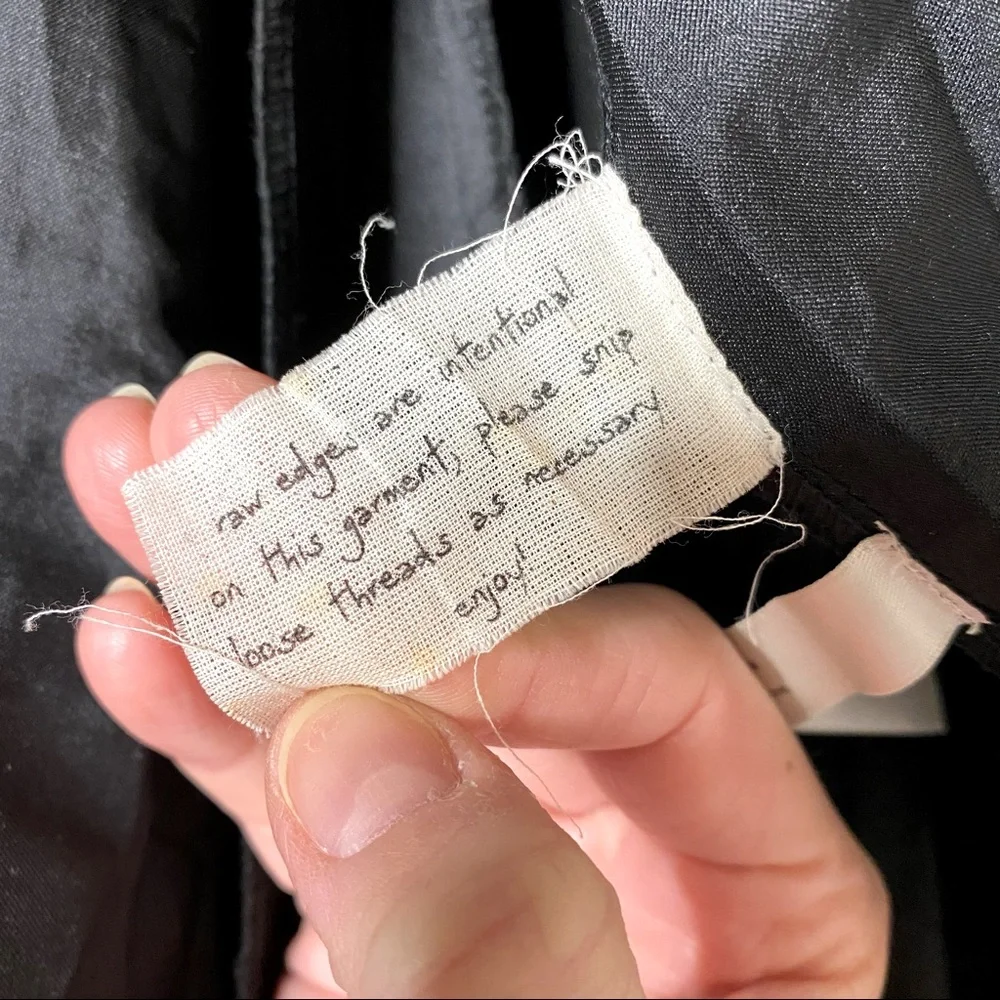 raw edges are intentional
on this garment, please snip
loose threads as necessary
enjoy!